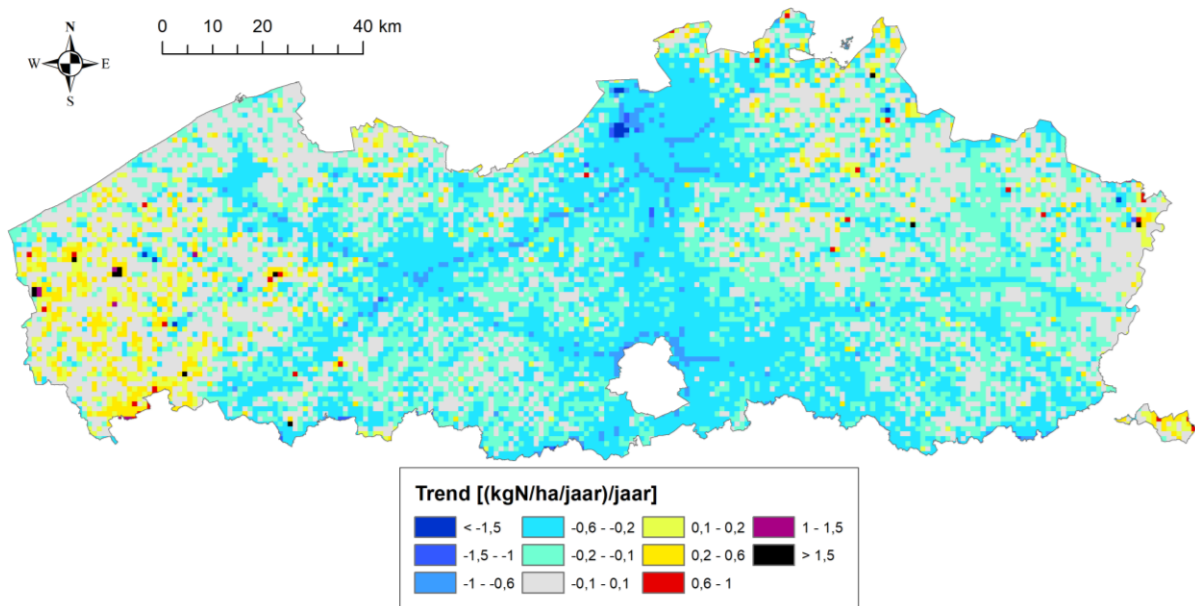 N
W E
S
0 10 20 40 km
Trend [(kgN/ha/jaar)/jaar]
< -1,5 -0,6 - -0,2 0,1 - 0,2 1 - 1,5
-1,5 - -1 -0,2 - -0,1 0,2 - 0,6 > 1,5
-1 - -0,6 -0,1 - 0,1 0,6 - 1